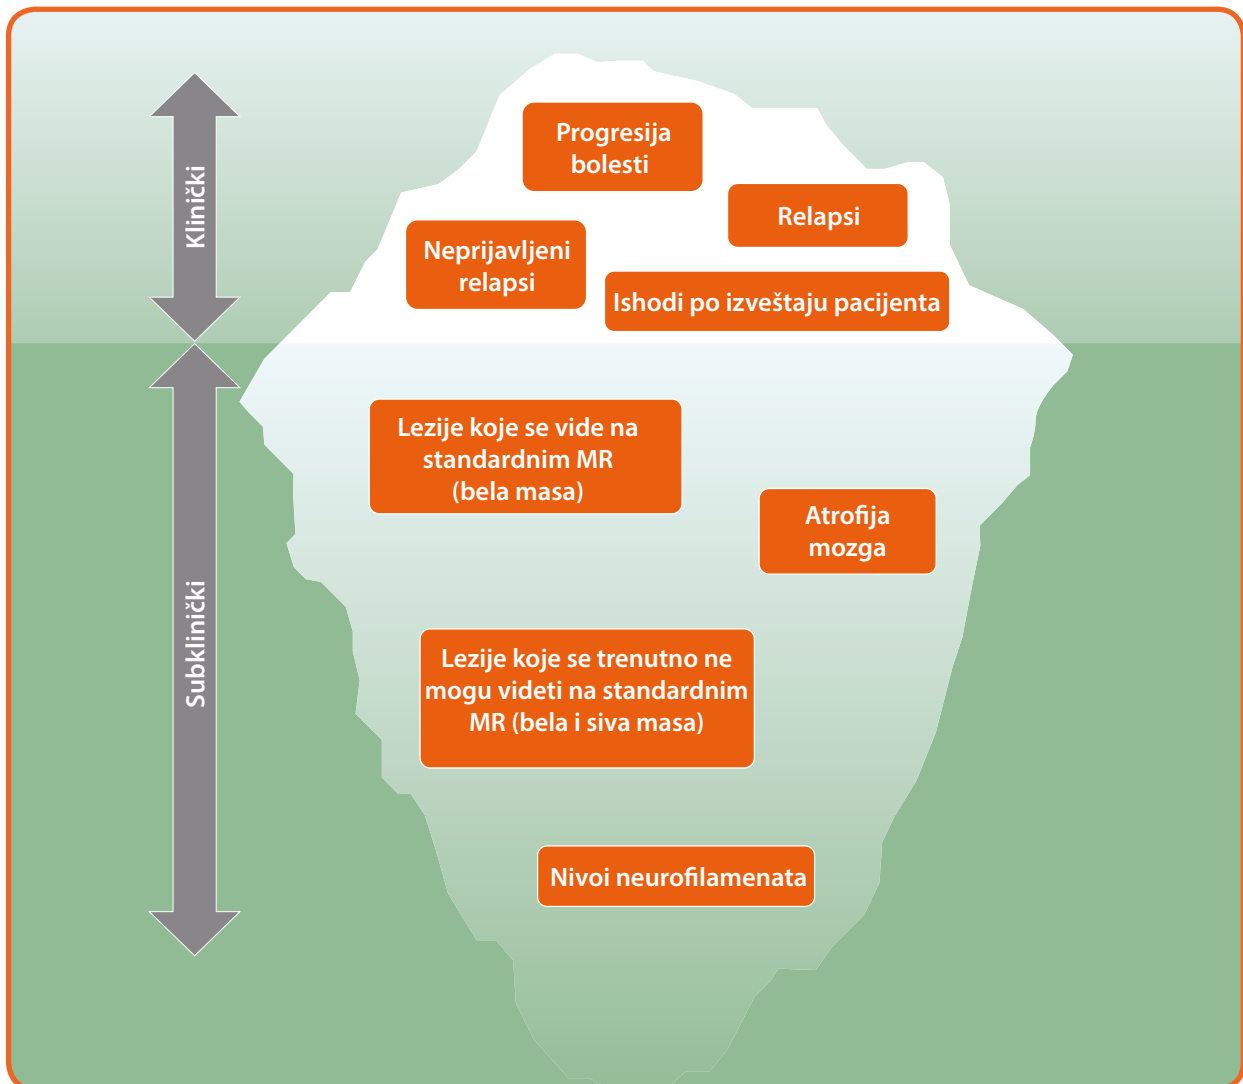 Klinički
Progresija
bolesti
Relapsi
Neprijavljeni
relapsi
Ishodi po izveštaju pacijenta
Subklinički
Lezije koje se vide na
standardnim MR
(bela masa)
Atrofija
mozga
Lezije koje se trenutno ne
mogu videti na standardnim
MR (bela i siva masa)
Nivoi neurofilamenata